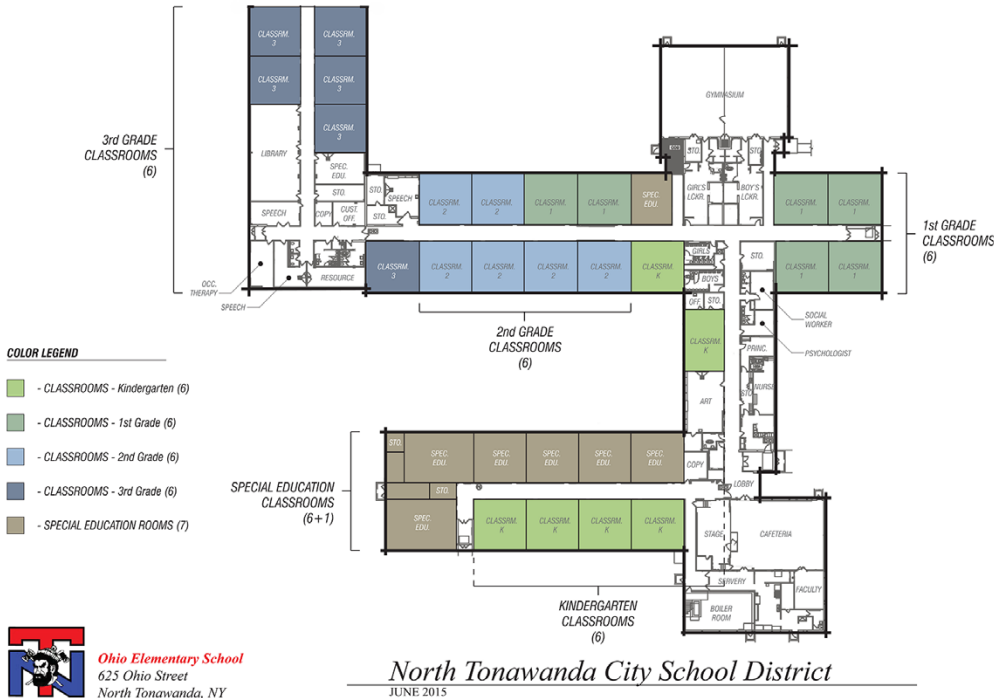 CLASSRM. 3
CLASSRM. 3
CLASSRM. 3
CLASSRM. 3
CLASSRM. 3
LIBRARY
SPEC. EDU.
STO.
SPEECH
COPY
CUST. OFF.
STO.
STO.
SPEECH
OCC. THERAPY
SPEECH
RESOURCE
3rd GRADE
CLASSROOMS
(6)
CLASSRM. 2
CLASSRM. 2
CLASSRM. 1
CLASSRM. 1
SPEC. EDU.
CLASSRM. 3
CLASSRM. 2
CLASSRM. 2
CLASSRM. 2
CLASSRM. 2
CLASSRM. K
2nd GRADE
CLASSROOMS
(6)
GYMNASIUM
STO.
STO.
GIRL'S LCKR.
BOY'S LCKR.
CLASSRM. 1
CLASSRM. 1
CLASSRM. 1
CLASSRM. 1
1st GRADE
CLASSROOMS
(6)
GIRLS
BOYS
OFF.
STO.
STO.
SOCIAL WORKER
PSYCHOLOGIST
PRINC.
NURSE
STO.
CLASSRM. K
ART
COPY
LOBBY
COLOR LEGEND
- CLASSROOMS - Kindergarten (6)
- CLASSROOMS - 1st Grade (6)
- CLASSROOMS - 2nd Grade (6)
- CLASSROOMS - 3rd Grade (6)
- SPECIAL EDUCATION ROOMS (7)
SPECIAL EDUCATION
CLASSROOMS
(6+1)
STO.
SPEC. EDU.
SPEC. EDU.
SPEC. EDU.
SPEC. EDU.
SPEC. EDU.
STO.
SPEC. EDU.
CLASSRM. K
CLASSRM. K
CLASSRM. K
CLASSRM. K
KINDERGARTEN
CLASSROOMS
(6)
STAGE
CAFETERIA
SERVERY
FACULTY
BOILER ROOM
TN
Ohio Elementary School
625 Ohio Street
North Tonawanda, NY
North Tonawanda City School District
JUNE 2015